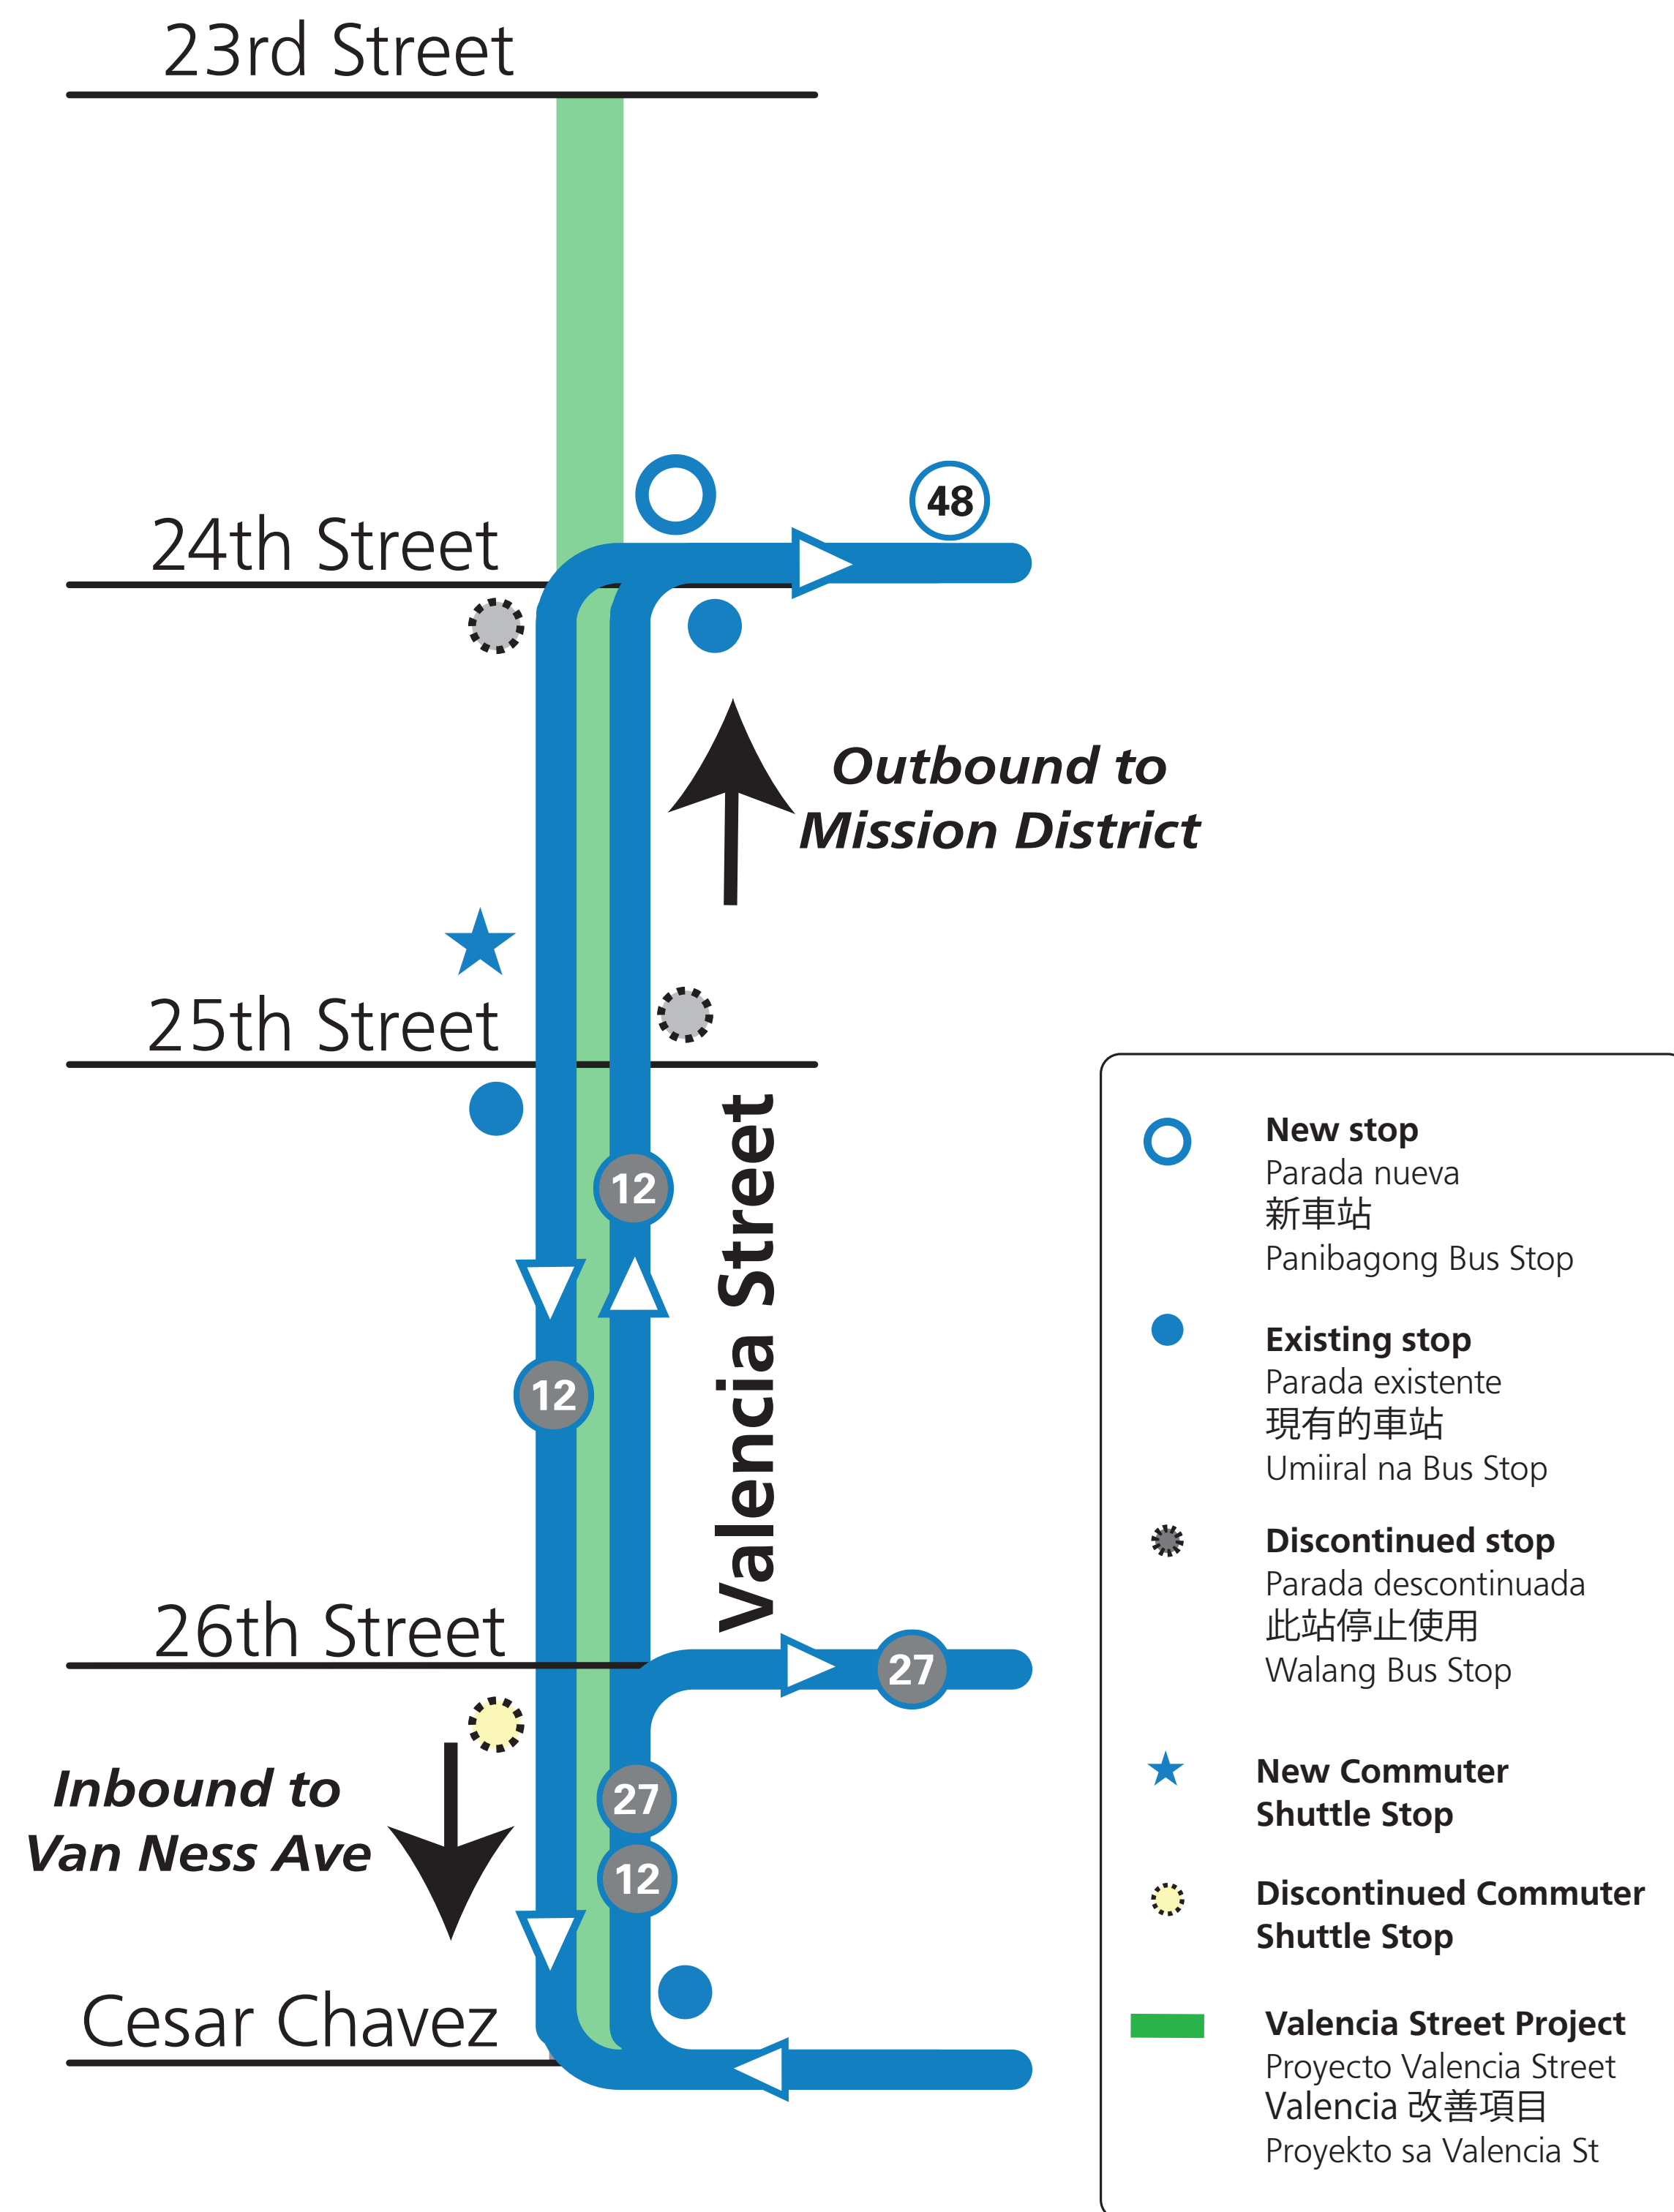 23rd Street
48
24th Street
Outbound to
Mission District
25th Street
12
Valencia Street
12
26th Street
27
Inbound to
Van Ness Ave
27
12
Cesar Chavez
New stop
Parada nueva
新車站
Panibagong Bus Stop
Existing stop
Parada existente
現有的車站
Umiiral na Bus Stop
Discontinued stop
Parada descontinuada
此站停止使用
Walang Bus Stop
New Commuter
Shuttle Stop
Discontinued Commuter
Shuttle Stop
Valencia Street Project
Proyecto Valencia Street
Valencia 改善項目
Proyekto sa Valencia St